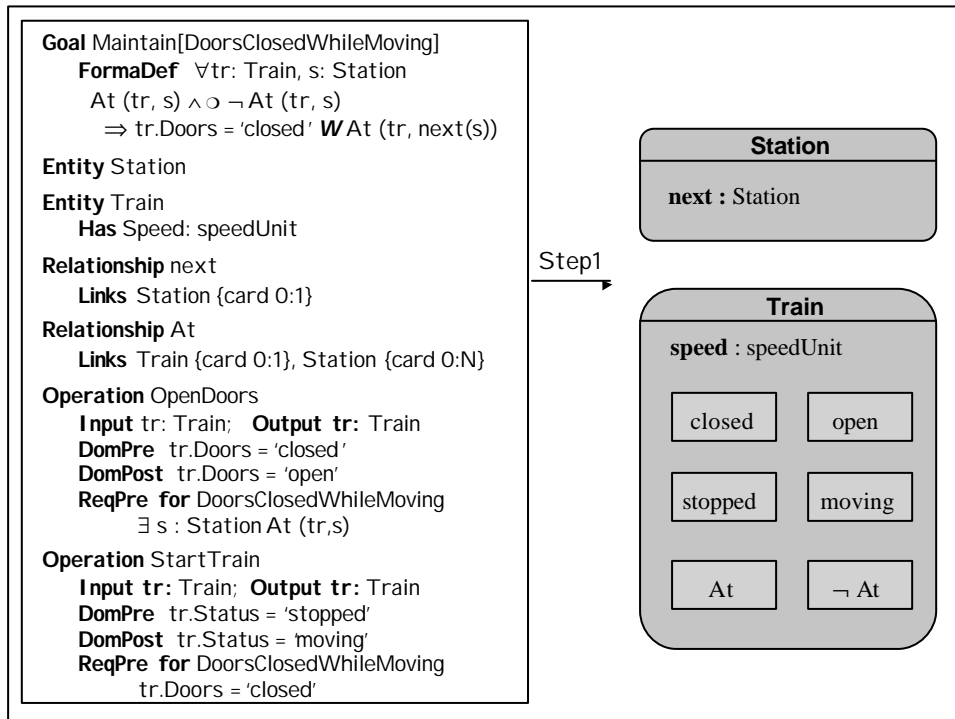 Goal Maintain[DoorsClosedWhileMoving]
FormaDef ∀tr: Train, s: Station
At (tr, s) ∧ ○ ¬ At (tr, s)
⇒ tr.Doors = ‘closed’ W At (tr, next(s))
Entity Station
Entity Train
Has Speed: speedUnit
Relationship next
Links Station {card 0:1}
Relationship At
Links Train {card 0:1}, Station {card 0:N}
Operation OpenDoors
Input tr: Train; Output tr: Train
DomPre tr.Doors = ‘closed’
DomPost tr.Doors = ‘open’
ReqPre for DoorsClosedWhileMoving
∃ s : Station At (tr,s)
Operation StartTrain
Input tr: Train; Output tr: Train
DomPre tr.Status = ‘stopped’
DomPost tr.Status = ‘moving’
ReqPre for DoorsClosedWhileMoving
tr.Doors = ‘closed’
Step1
Station
next : Station
Train
speed : speedUnit
closed
open
stopped
moving
At
¬ At